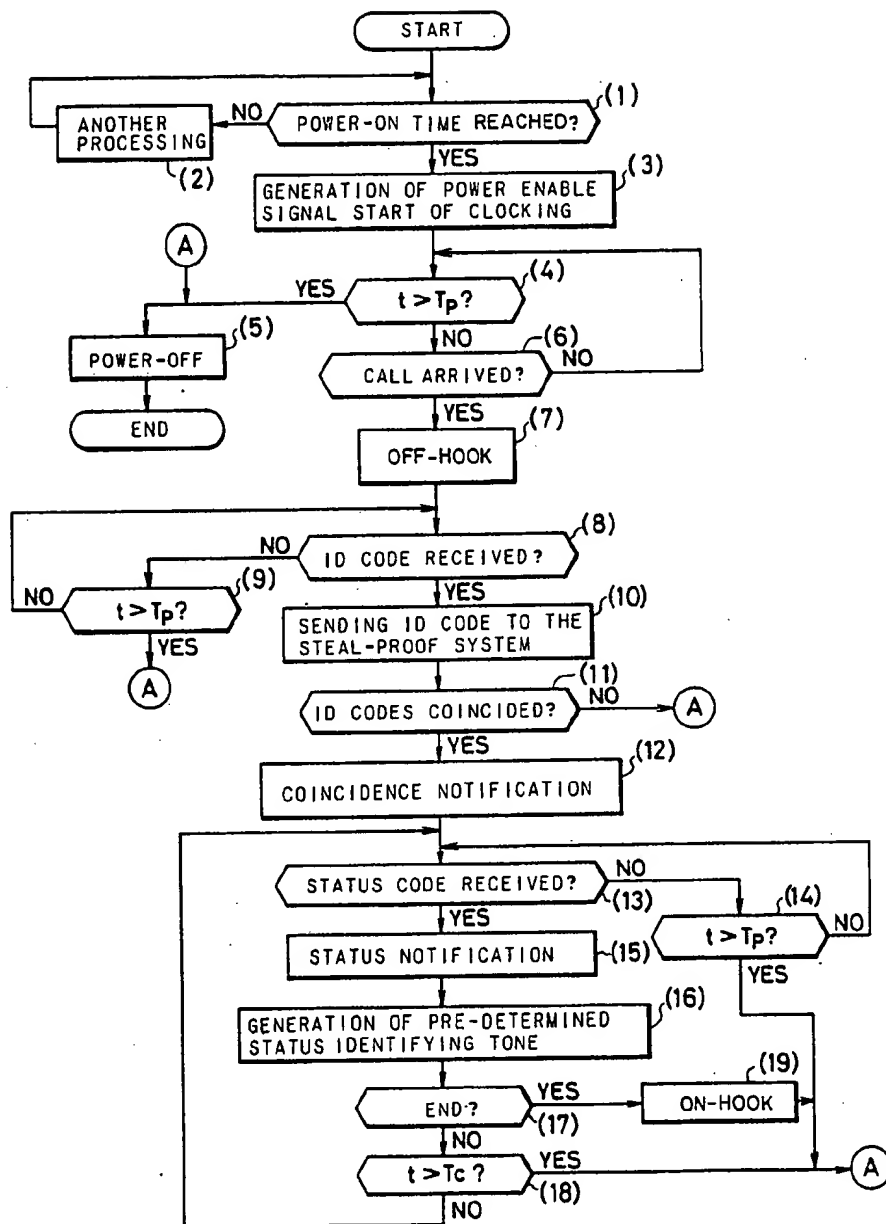 START
(1)
NO
POWER-ON TIME REACHED?
ANOTHER
PROCESSING
(2)
YES
(3)
GENERATION OF POWER ENABLE
SIGNAL START OF CLOCKING
A
(4)
YES
t > Tp?
(5)
NO
(6)
POWER-OFF
CALL ARRIVED?
NO
END
YES
(7)
OFF-HOOK
(8)
NO
ID CODE RECEIVED?
(9)
NO
t > Tp?
YES
(10)
YES
SENDING ID CODE TO THE
STEAL-PROOF SYSTEM
A
(11)
ID CODES COINCIDED?
NO
A
YES
(12)
COINCIDENCE NOTIFICATION
STATUS CODE RECEIVED?
NO
(13)
(14)
YES
t > Tp?
NO
STATUS NOTIFICATION
(15)
YES
(16)
GENERATION OF PRE-DETERMINED
STATUS IDENTIFYING TONE
(19)
END?
YES
(17)
ON-HOOK
NO
t > Tc?
YES
(18)
A
NO